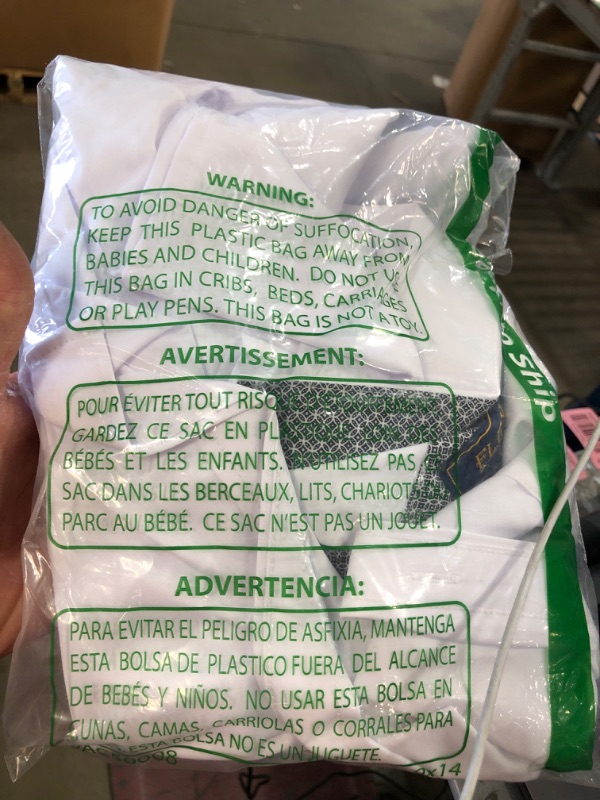 WARNING:
TO AVOID DANGER OF SUFFOCATION,
KEEP THIS PLASTIC BAG AWAY FROM
BABIES AND CHILDREN. DO NOT
THIS BAG IN CRIBS, BEDS, CARRIAGES
OR PLAY PENS. THIS BAG IS NOT A TOY.
AVERTISSEMENT:
POUR ÉVITER TOUT
GARDEZ CE SAC EN
BÉBÉS ET LES ENFANTS. N'UTILISEZ PAS
SAC DANS LES BERCEAUX, LITS,
PARC AU BÉBÉ. CE SAC N'EST PAS UN JOUET.
ADVERTENCIA:
PARA EVITAR EL PELIGRO DE ASFIXIA, MANTENGA
ESTA BOLSA DE PLASTICO FUERA DEL ALCANCE
DE BEBÉS Y NIÑOS. NO USAR ESTA BOLSA EN
CUNAS, CAMAS, CARRIOLAS O CORRALES PARA
ESTA BOLSA NO ES UN JUGUETE.
Ship